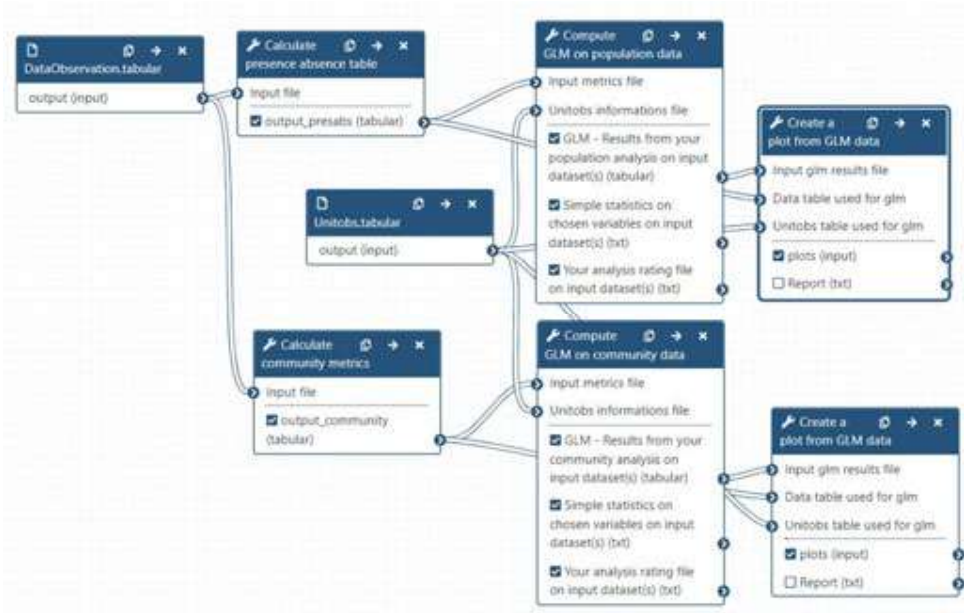 DataObservation.tabular
output (input)
Calculate
presence absence table
Input file
output_presabs (tabular)
Compute
GLM on population data
Input metrics file
Unitobs informations file
GLM - Results from your
population analysis on input
dataset(s) (tabular)
Simple statistics on
chosen variables on input
dataset(s) (txt)
Your analysis rating file
on input dataset(s) (txt)
Create a
plot from GLM data
Input glm results file
Data table used for glm
Unitobs table used for glm
plots (input)
Report (txt)
Unitobs.tabular
output (input)
Calculate
community metrics
Input file
output_community
(tabular)
Compute
GLM on community data
Input metrics file
Unitobs informations file
GLM - Results from your
community analysis on
input dataset(s) (tabular)
Simple statistics on
chosen variables on input
dataset(s) (txt)
Your analysis rating file
on input dataset(s) (txt)
Create a
plot from GLM data
Input glm results file
Data table used for glm
Unitobs table used for glm
plots (input)
Report (txt)